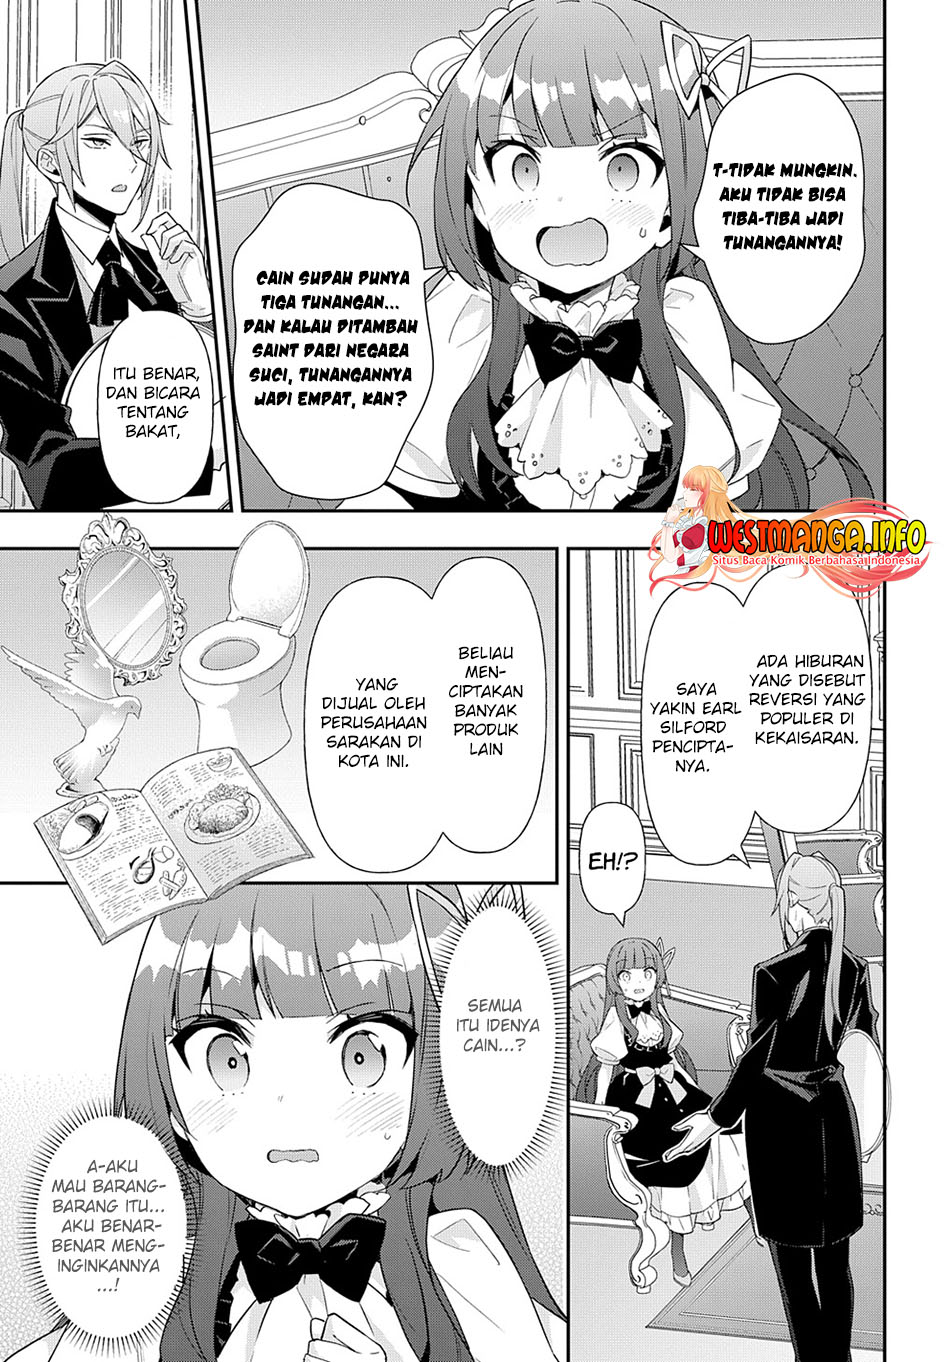 T-TIDAK MUNGKIN.
AKU TIDAK BISA
TIBA-TIBA JADI
TUNANGANNYA!
CAIN SUDAH PUNYA
TIGA TUNANGAN...
DAN KALAU DITAMBAH
SAINT DARI NEGARA
SUCI, TUNANGANNYA
JADI EMPAT, KAN?
ITU BENAR,
DAN BICARA
TENTANG
BAKAT,
WESTMANGA.INFO
Situs Baca Komik Berbahasa Indonesia
ADA HIBURAN
YANG DISEBUT
REVERSI YANG
POPULER DI
KEKAISARAN.
SAYA
YAKIN EARL
SILFORD
PENCIPTA-
NYA.
EH!?
BELIAU
MEN-
CIPTAKAN
BANYAK
PRODUK
LAIN
YANG
DIJUAL OLEH
PERUSAHAAN
SARAKAN DI
KOTA INI.
SEMUA
ITU IDENYA
CAIN...?
A-AKU
MAU BARANG-
BARANG ITU...
AKU BENAR-
BENAR MENG-
INGINKANNYA
...!